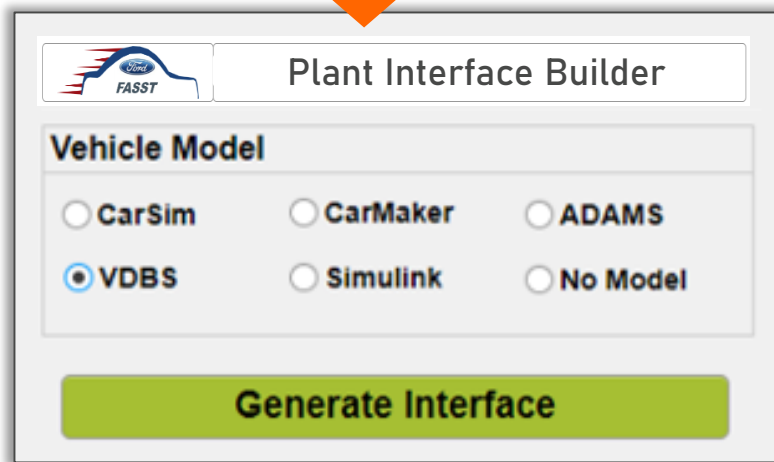 Ford
FASST
Plant Interface Builder
Vehicle Model
CarSim CarMaker ADAMS
VDBS Simulink No Model
Generate Interface